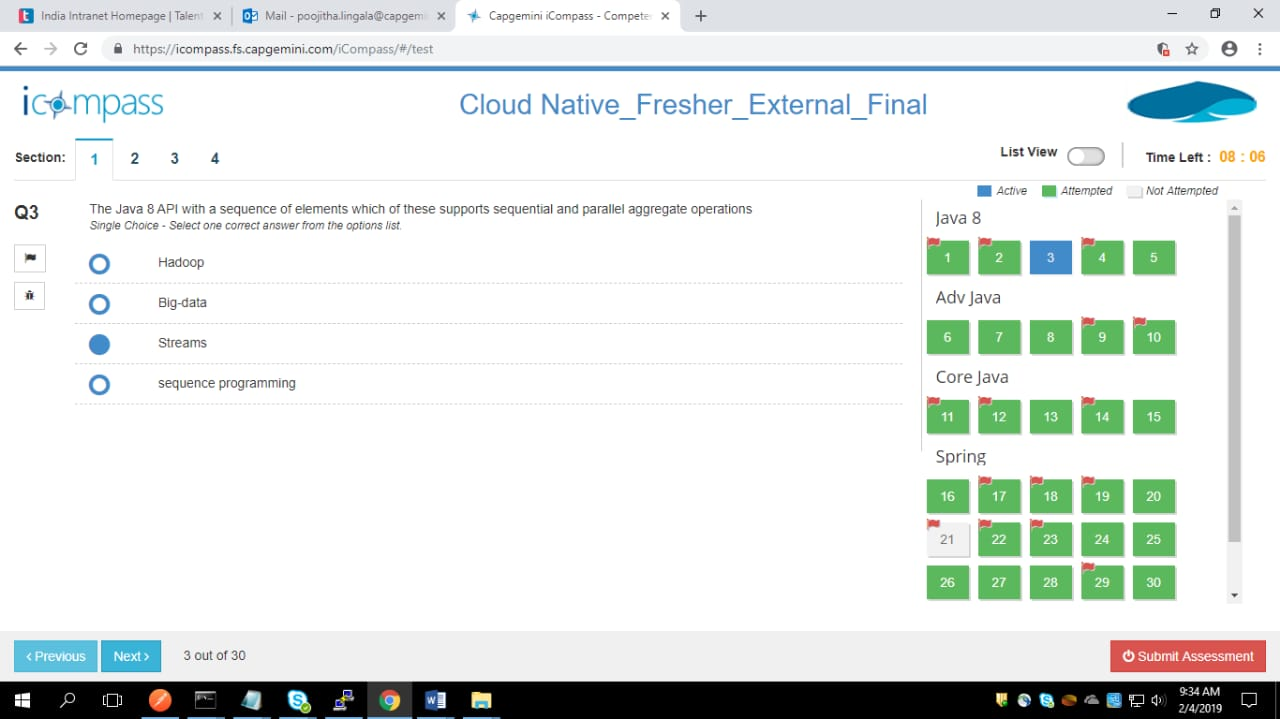 India Intranet Homepage | Talent
Mail - poojitha.lingala@capgemi
Capgemini iCompass - Compete
https://icompass.fs.capgemini.com/iCompass/#/test
icompass
Cloud Native_Fresher_External_Final
Section: 1 2 3 4
List View
Time Left : 08 : 06
Active Attempted Not Attempted
Q3
The Java 8 API with a sequence of elements which of these supports sequential and parallel aggregate operations
Single Choice - Select one correct answer from the options list.
Hadoop
Big-data
Streams
sequence programming
Java 8
1 2 3 4 5
Adv Java
6 7 8 9 10
Core Java
11 12 13 14 15
Spring
16 17 18 19 20
21 22 23 24 25
26 27 28 29 30
< Previous Next > 3 out of 30 Submit Assessment
9:34 AM
2/4/2019